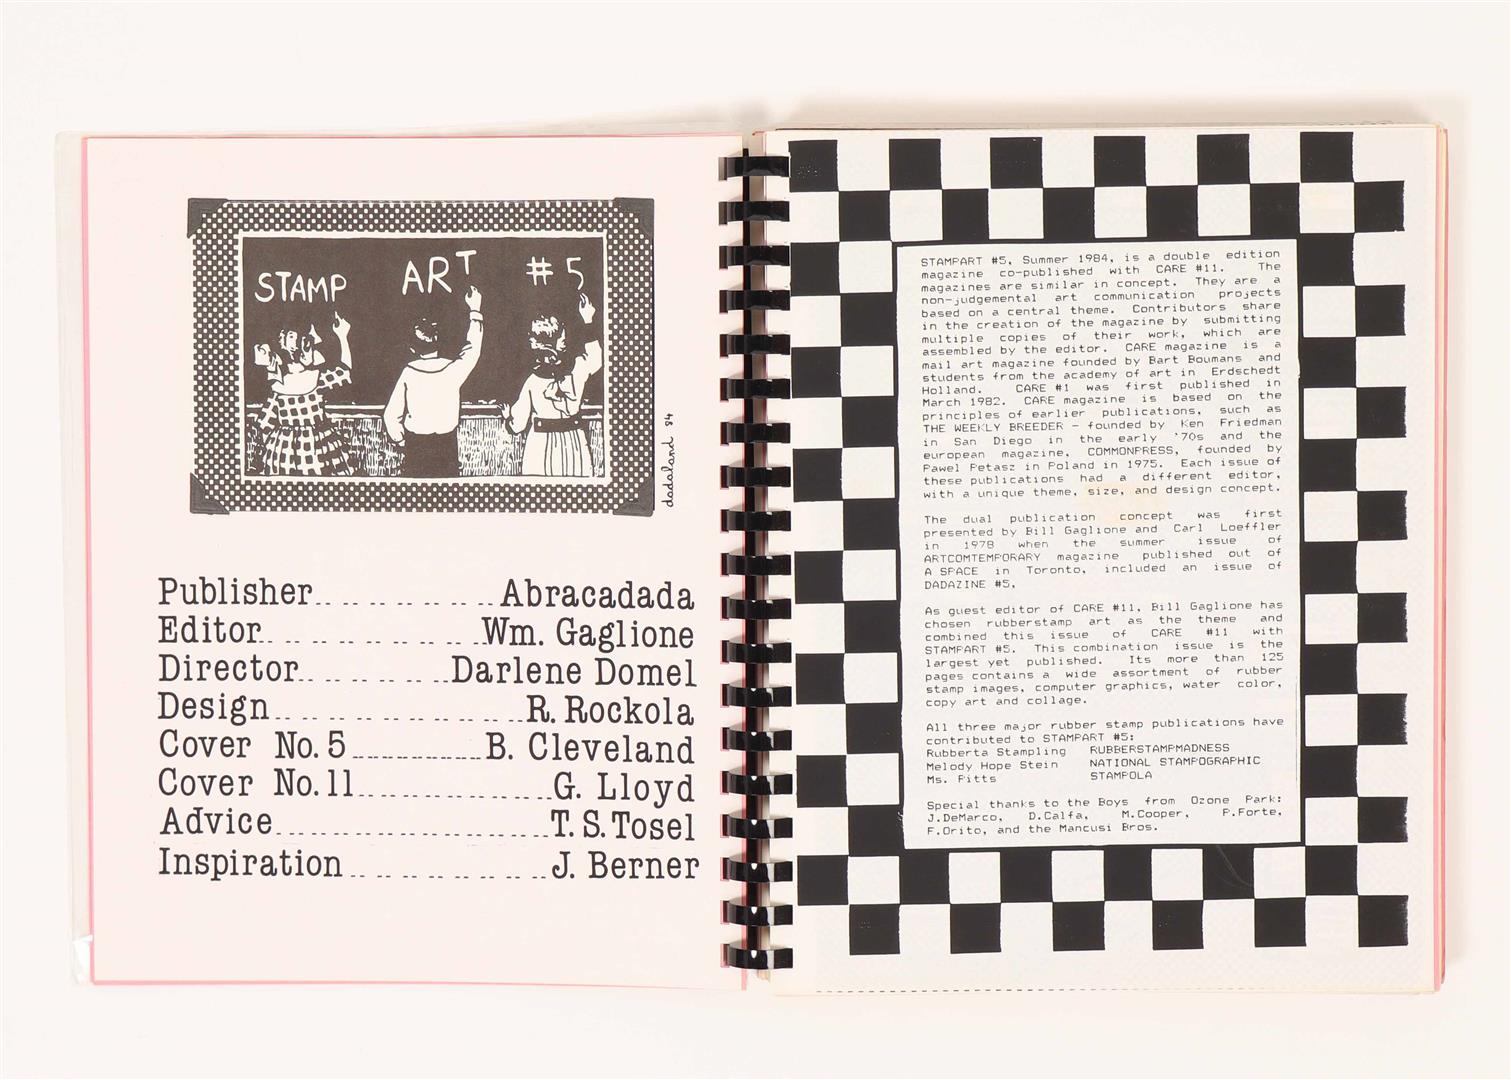 STAMP ART #5
dadaland 84
Publisher Abracadada
Editor Wm. Gaglione
Director Darlene Domel
Design R. Rockola
Cover No. 5 B. Cleveland
Cover No. 11 G. Lloyd
Advice T. S. Tosel
Inspiration J. Berner
STAMPART #5, Summer 1984, is a double edition
magazine co-published with CARE #11. The
magazines are similar in concept. They are a
non-judgemental art communication projects
based on a central theme. Contributors share
in the creation of the magazine by submitting
multiple copies of their work, which are
assembled by the editor. CARE magazine is a
mail art magazine founded by Bart Boumans and
students from the academy of art in Erdschedt
Holland. CARE #1 was first published in
March 1982. CARE magazine is based on the
principles of earlier publications, such as
THE WEEKLY BREEDER - founded by Ken Friedman
in San Diego in the early '70s and the
european magazine, COMMONPRESS, founded by
Pawel Petasz in Poland in 1975. Each issue of
these publications had a different editor,
with a unique theme, size, and design concept.
The dual publication concept was first
presented by Bill Gaglione and Carl Loeffler
in 1978 when the summer issue of
ARTCOMTEMPORARY magazine published out of
A SPACE in Toronto, included an issue of
DADAZINE #5,
As guest editor of CARE #11, Bill Gaglione has
chosen rubberstamp art as the theme and
combined this issue of CARE #11 with
STAMPART #5. This combination issue is the
largest yet published. Its more than 125
pages contains a wide assortment of rubber
stamp images, computer graphics, water color,
copy art and collage.
All three major rubber stamp publications have
contributed to STAMPART #5:
Rubberta Stampling RUBBERSTAMPMADNESS
Melody Hope Stein NATIONAL STAMPOGRAPHIC
Ms. Pitts STAMPOLA
Special thanks to the Boys from Ozone Park:
J.DeMarco, D.Calfa, M.Cooper, P.Forte,
F.Orito, and the Mancusi Bros.